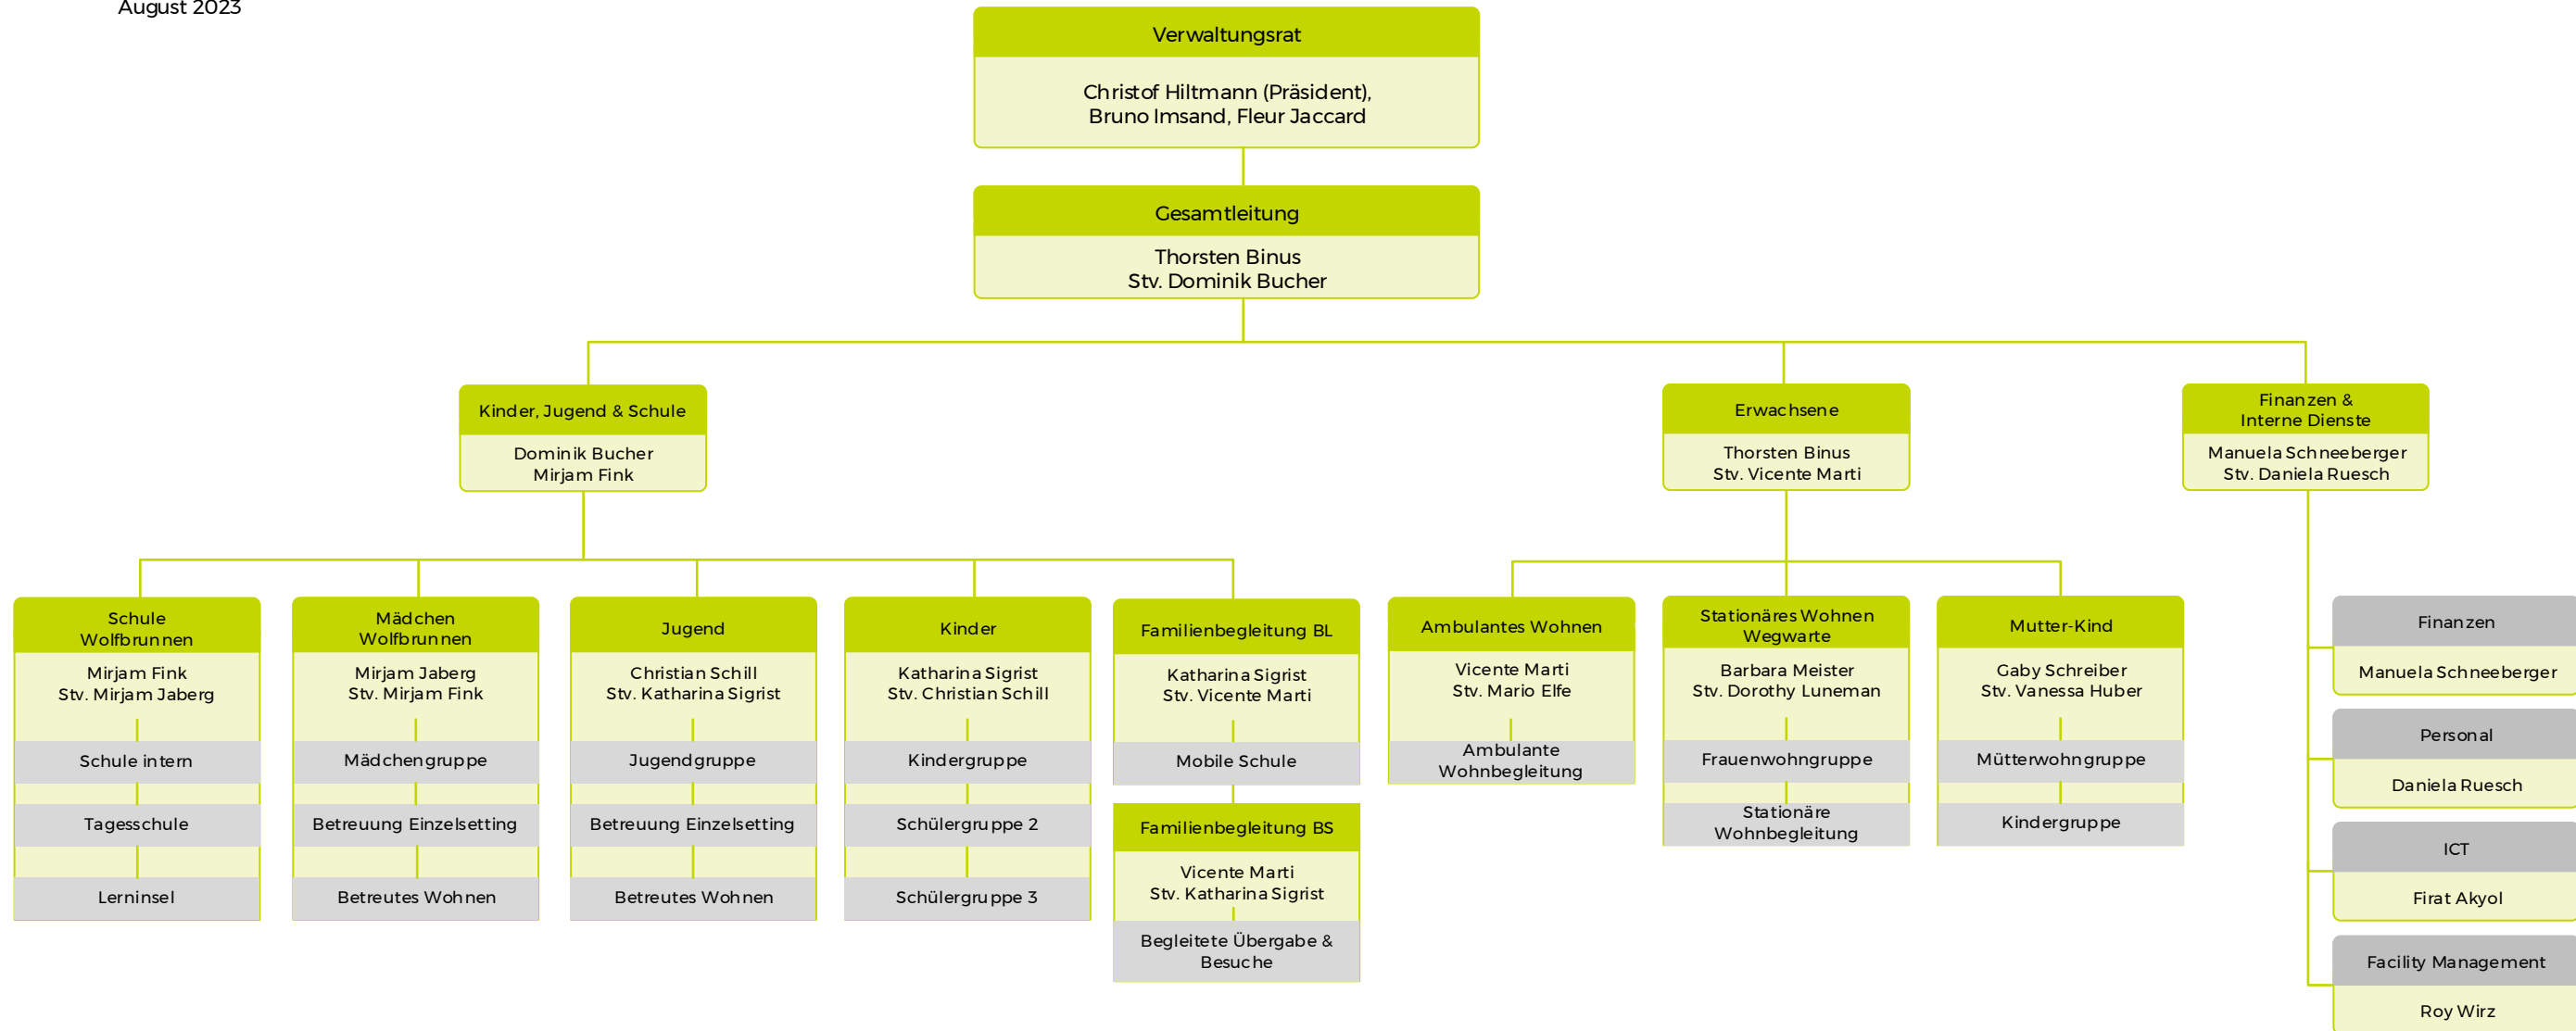 August 2023
Verwaltungsrat
Christof Hiltmann (Präsident),
Bruno Imsand, Fleur Jaccard
Gesamtleitung
Thorsten Binus
Stv. Dominik Bucher
Kinder, Jugend & Schule
Dominik Bucher
Mirjam Fink
Erwachsene
Thorsten Binus
Stv. Vicente Marti
Finanzen &
Interne Dienste
Manuela Schneeberger
Stv. Daniela Ruesch
Schule
Wolfbrunnen
Mirjam Fink
Stv. Mirjam Jaberg
Schule intern
Tagesschule
Lerninsel
Mädchen
Wolfbrunnen
Mirjam Jaberg
Stv. Mirjam Fink
Mädchengruppe
Betreuung Einzelsetting
Betreutes Wohnen
Jugend
Christian Schill
Stv. Katharina Sigrist
Jugendgruppe
Betreuung Einzelsetting
Betreutes Wohnen
Kinder
Katharina Sigrist
Stv. Christian Schill
Kindergruppe
Schülergruppe 2
Schülergruppe 3
Familienbegleitung BL
Katharina Sigrist
Stv. Vicente Marti
Mobile Schule
Familienbegleitung BS
Vicente Marti
Stv. Katharina Sigrist
Begleitete Übergabe &
Besuche
Ambulantes Wohnen
Vicente Marti
Stv. Mario Elfe
Ambulante
Wohnbegleitung
Stationäres Wohnen
Wegwarte
Barbara Meister
Stv. Dorothy Luneman
Frauenwohngruppe
Stationäre
Wohnbegleitung
Mutter-Kind
Gaby Schreiber
Stv. Vanessa Huber
Mütterwohngruppe
Kindergruppe
Finanzen
Manuela Schneeberger
Personal
Daniela Ruesch
ICT
Firat Akyol
Facility Management
Roy Wirz